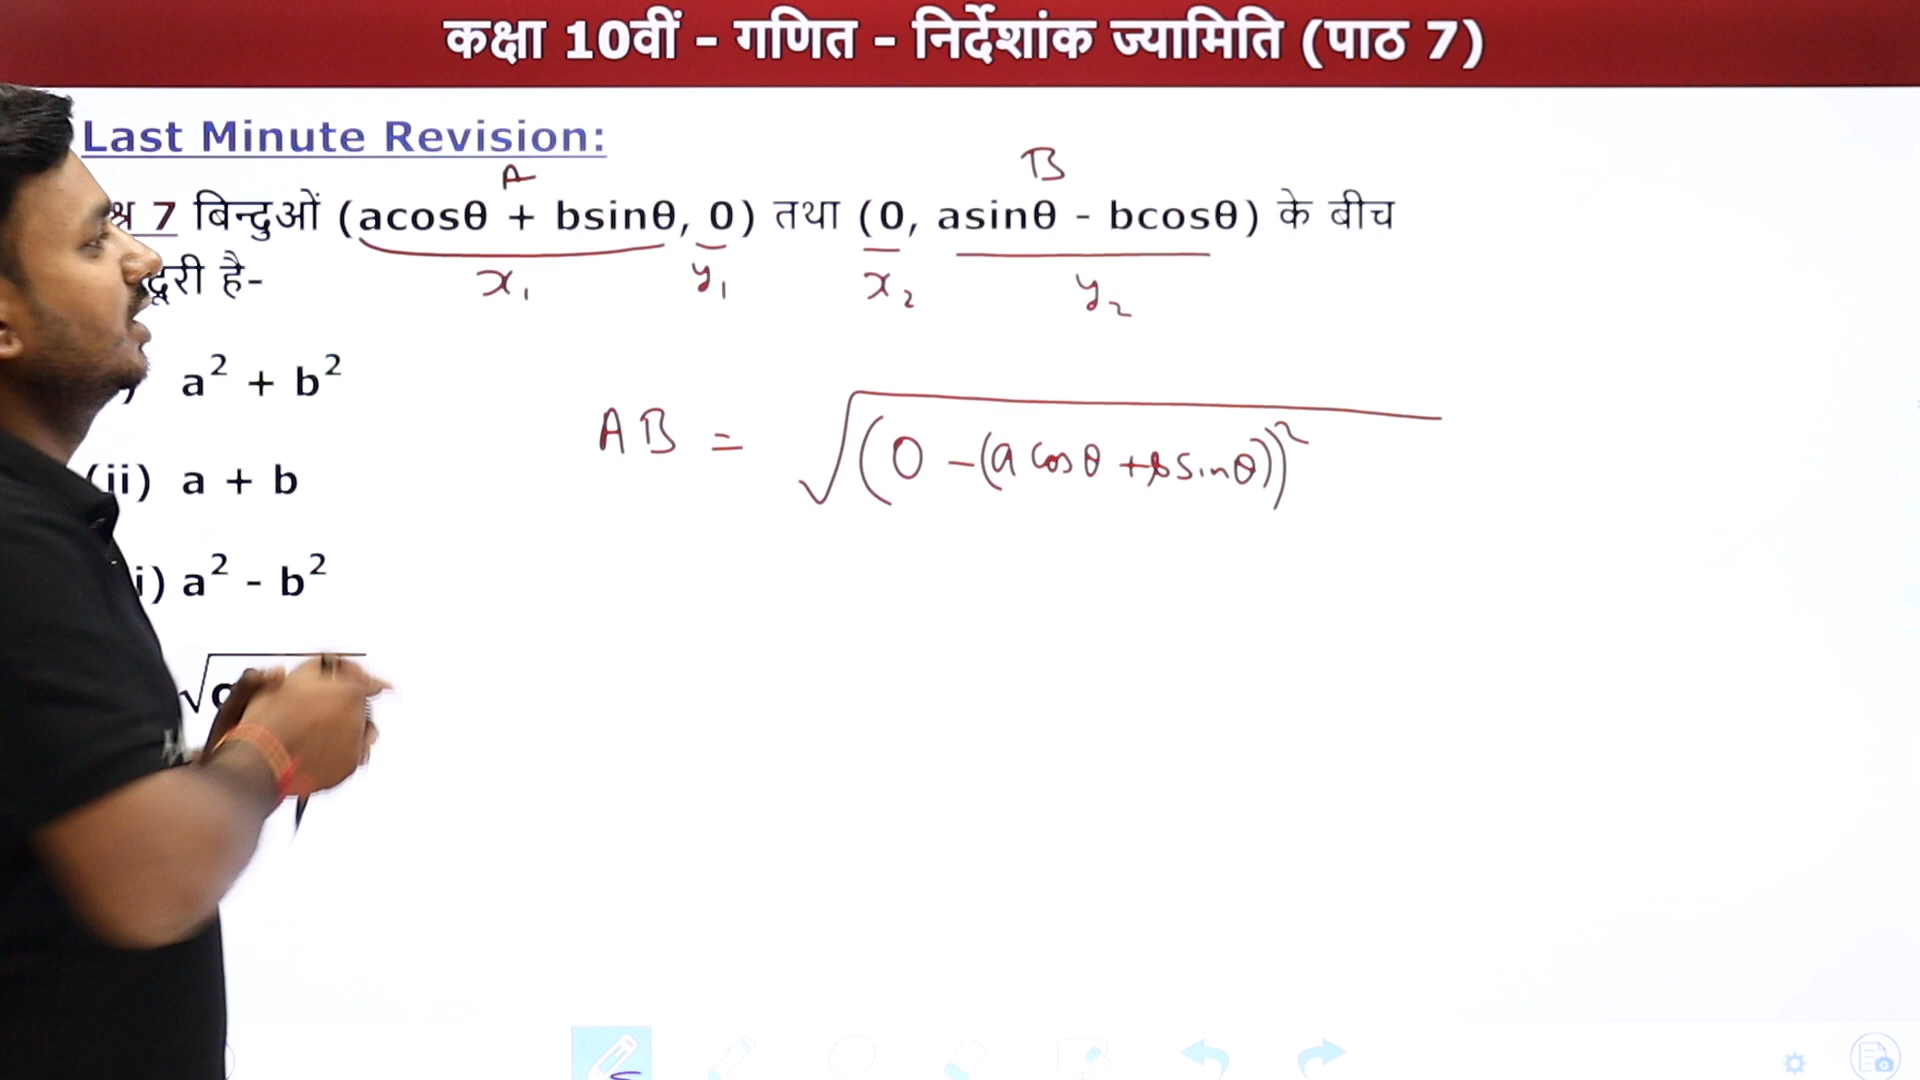 कक्षा 10वीं - गणित - निर्देशांक ज्यामिति (पाठ 7)
Last Minute Revision:
A B
7 बिन्दुओं (acosθ + bsinθ, 0) तथा (0, asinθ - bcosθ) के बीच
दूरी है-
x₁ y₁ x₂ y₂
a² + b²
AB = √(0 - (a cosθ + b sinθ))²
(ii) a + b
i) a² - b²